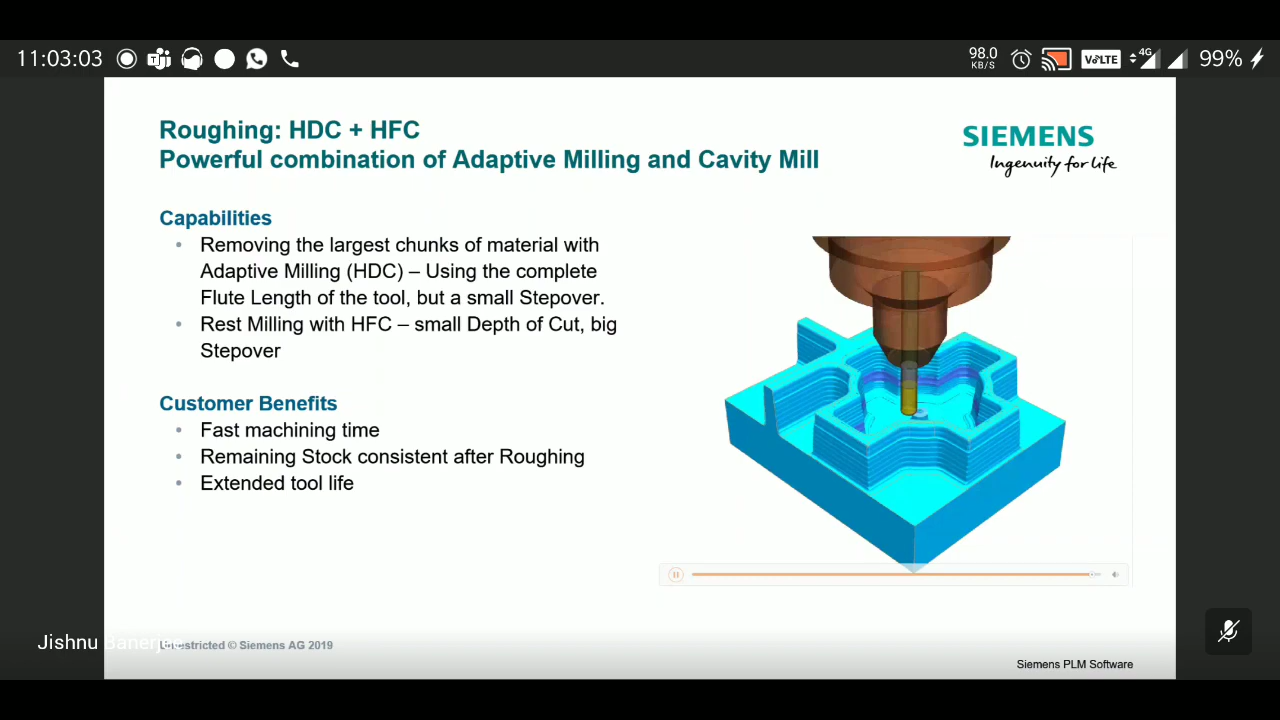 11:03:03
98.0
KB/S
VoLTE
4G
99%
Roughing: HDC + HFC
Powerful combination of Adaptive Milling and Cavity Mill
SIEMENS
Ingenuity for life
Capabilities
• Removing the largest chunks of material with
Adaptive Milling (HDC) – Using the complete
Flute Length of the tool, but a small Stepover.
• Rest Milling with HFC – small Depth of Cut, big
Stepover
Customer Benefits
• Fast machining time
• Remaining Stock consistent after Roughing
• Extended tool life
Jishnu Banerjee
Unrestricted © Siemens AG 2019
Siemens PLM Software